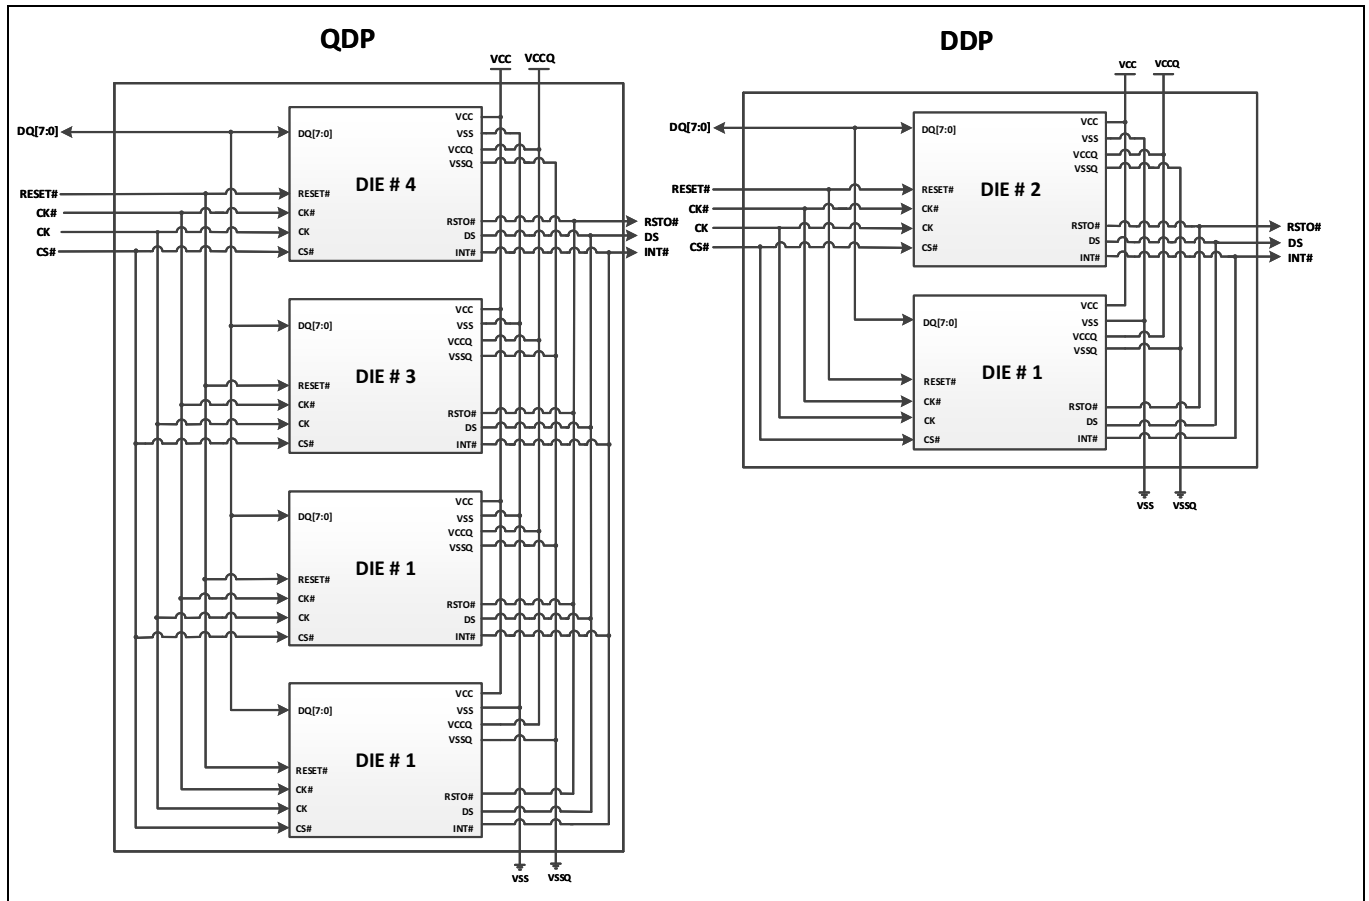 QDP
VCC VCCQ
DQ[7:0]
RESET#
CK#
CK
CS#
DQ[7:0]
RESET#
CK#
CK
CS#
DIE # 4
VCC
VSS
VCCQ
VSSQ
RSTO#
DS
INT#
RSTO#
DS
INT#
DQ[7:0]
RESET#
CK#
CK
CS#
DIE # 3
VCC
VSS
VCCQ
VSSQ
RSTO#
DS
INT#
DQ[7:0]
RESET#
CK#
CK
CS#
DIE # 1
VCC
VSS
VCCQ
VSSQ
RSTO#
DS
INT#
DQ[7:0]
RESET#
CK#
CK
CS#
DIE # 1
VCC
VSS
VCCQ
VSSQ
RSTO#
DS
INT#
VSS VSSQ
DDP
VCC VCCQ
DQ[7:0]
RESET#
CK#
CK
CS#
DQ[7:0]
RESET#
CK#
CK
CS#
DIE # 2
VCC
VSS
VCCQ
VSSQ
RSTO#
DS
INT#
RSTO#
DS
INT#
DQ[7:0]
RESET#
CK#
CK
CS#
DIE # 1
VCC
VSS
VCCQ
VSSQ
RSTO#
DS
INT#
VSS VSSQ